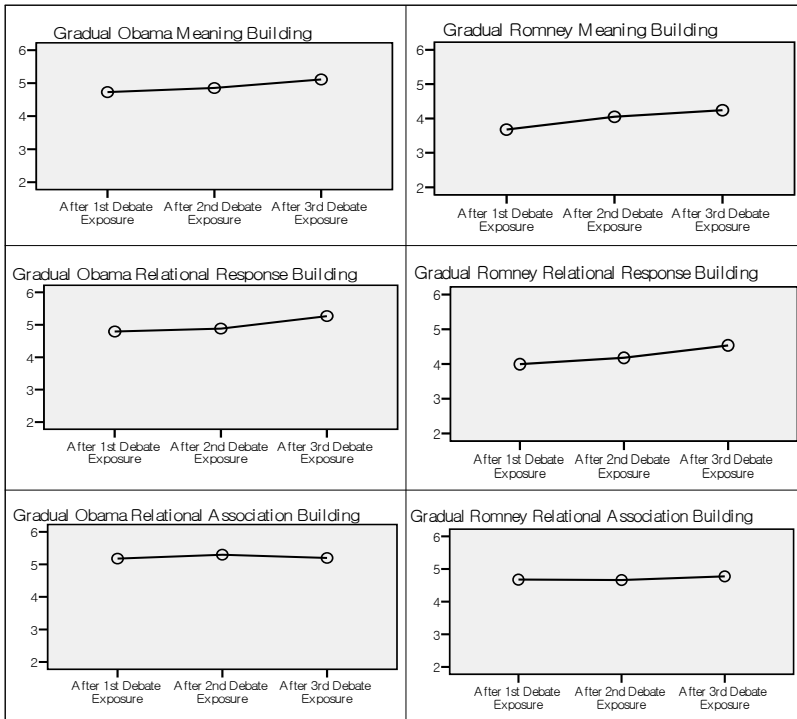 Gradual Obama Meaning Building
6
5
4
3
2
After 1st Debate Exposure
After 2nd Debate Exposure
After 3rd Debate Exposure
Gradual Romney Meaning Building
6
5
4
3
2
After 1st Debate Exposure
After 2nd Debate Exposure
After 3rd Debate Exposure
Gradual Obama Relational Response Building
6
5
4
3
2
After 1st Debate Exposure
After 2nd Debate Exposure
After 3rd Debate Exposure
Gradual Romney Relational Response Building
6
5
4
3
2
After 1st Debate Exposure
After 2nd Debate Exposure
After 3rd Debate Exposure
Gradual Obama Relational Association Building
6
5
4
3
2
After 1st Debate Exposure
After 2nd Debate Exposure
After 3rd Debate Exposure
Gradual Romney Relational Association Building
6
5
4
3
2
After 1st Debate Exposure
After 2nd Debate Exposure
After 3rd Debate Exposure